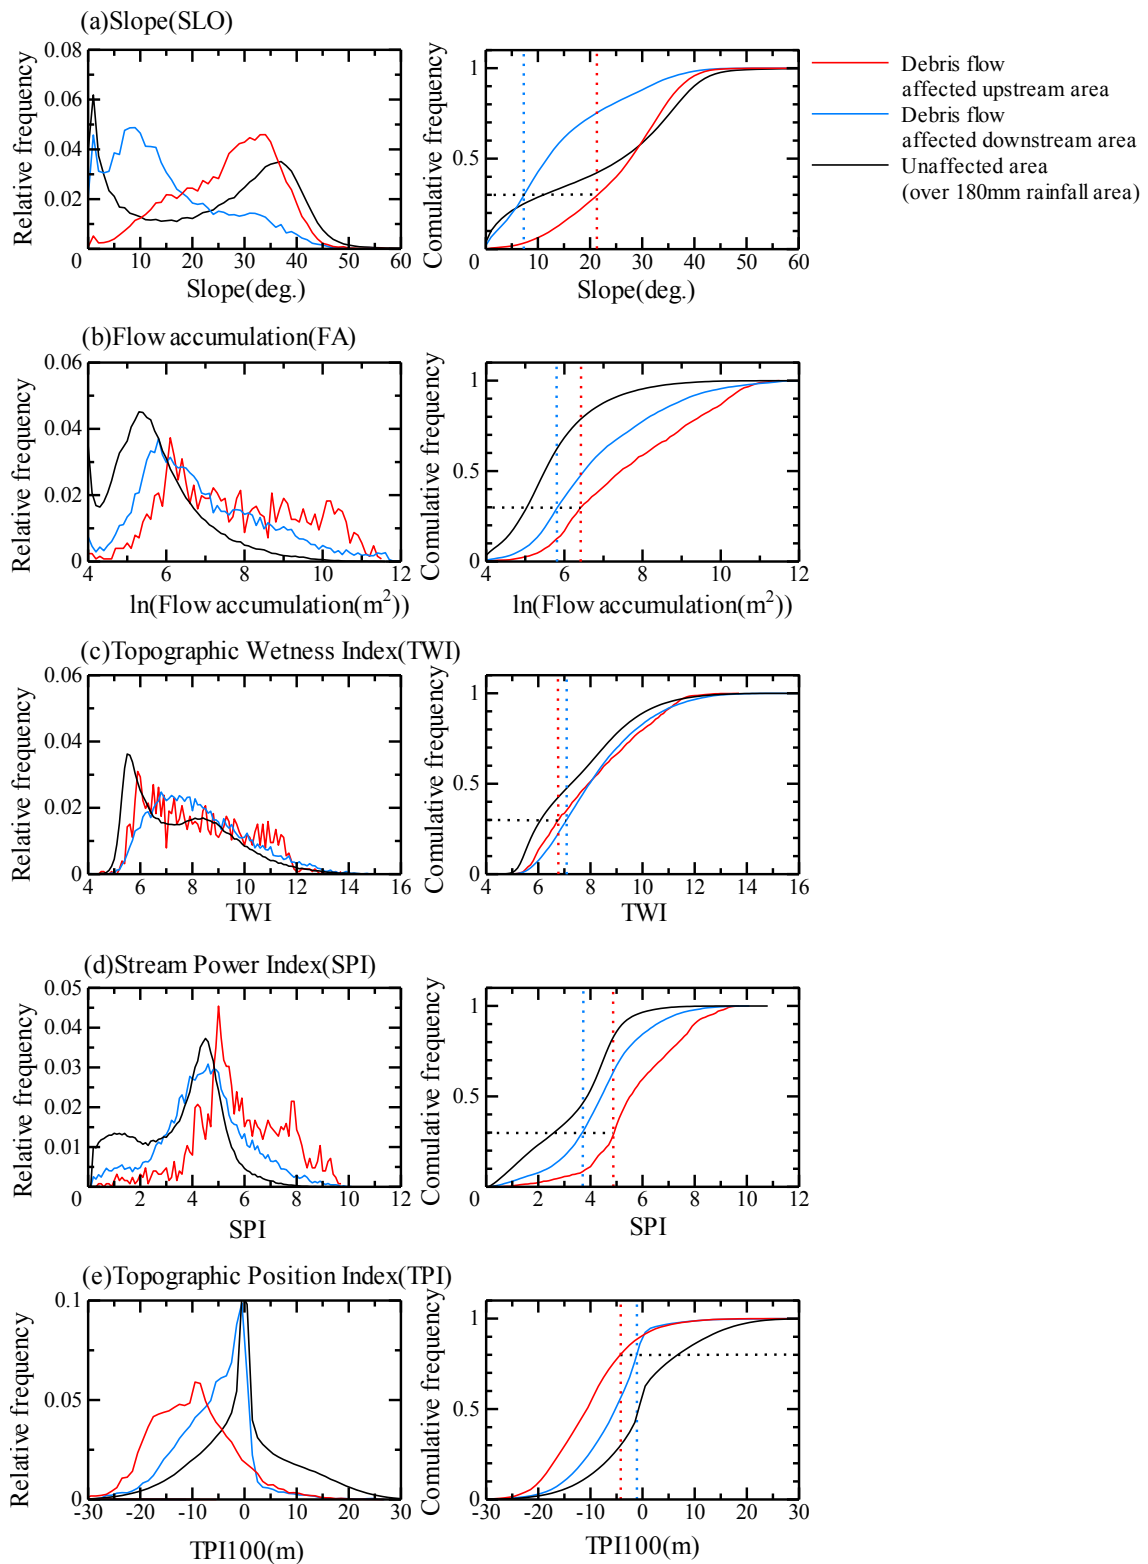 (a)Slope(SLO)
Relative frequency
0.08
0.06
0.04
0.02
0 10 20 30 40 50 60
Slope(deg.)
Comulative frequency
1
0.5
0 10 20 30 40 50 60
Slope(deg.)
Debris flow
affected upstream area
Debris flow
affected downstream area
Unaffected area
(over 180mm rainfall area)
(b)Flow accumulation(FA)
Relative frequency
0.06
0.04
0.02
0
4 6 8 10 12
ln(Flow accumulation(m²))
Comulative frequency
1
0.5
0
4 6 8 10 12
ln(Flow accumulation(m²))
(c)Topographic Wetness Index(TWI)
Relative frequency
0.06
0.04
0.02
0
4 6 8 10 12 14 16
TWI
Comulative frequency
1
0.5
0
4 6 8 10 12 14 16
TWI
(d)Stream Power Index(SPI)
Relative frequency
0.05
0.04
0.03
0.02
0.01
0 2 4 6 8 10 12
SPI
Comulative frequency
1
0.5
0 2 4 6 8 10 12
SPI
(e)Topographic Position Index(TPI)
Relative frequency
0.1
0.05
0
-30 -20 -10 0 10 20 30
TPI100(m)
Comulative frequency
1
0.5
0
-30 -20 -10 0 10 20 30
TPI100(m)